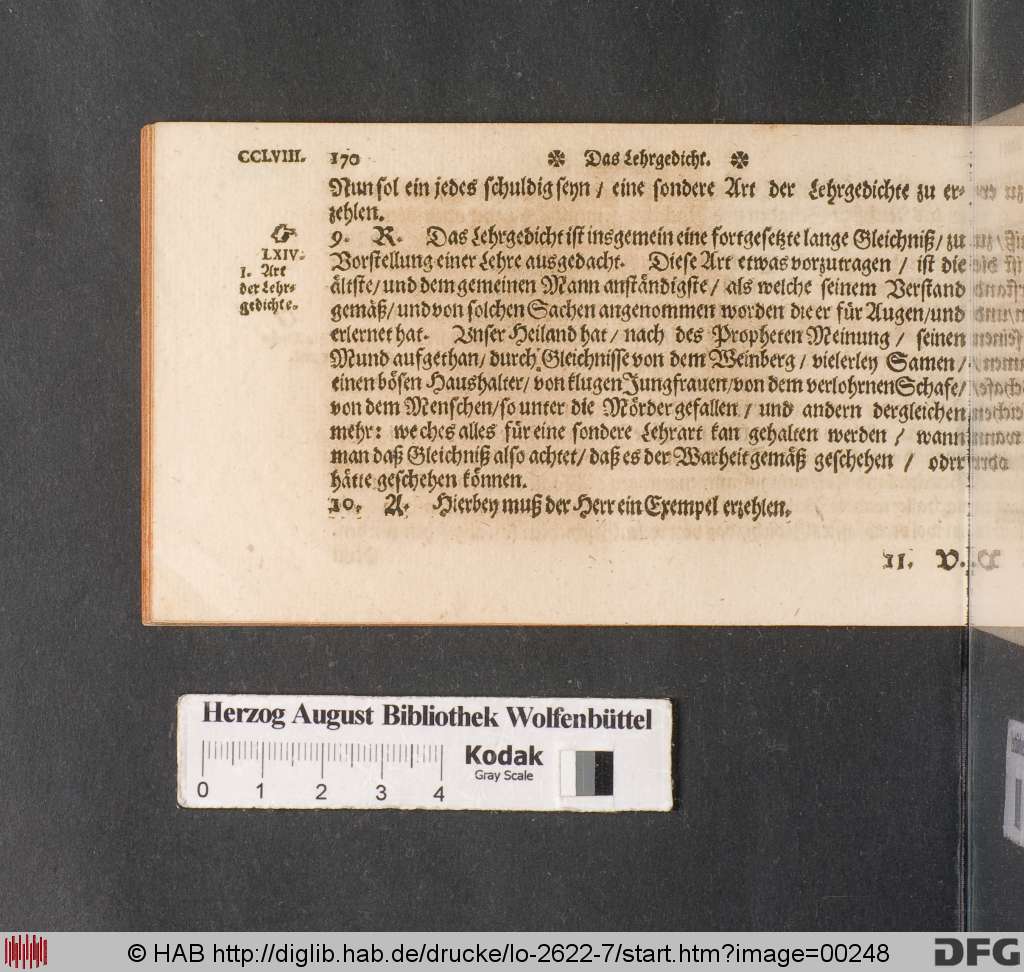 CCLVIII. 170 ✼ Das Lehrgedicht. ✼
Nun sol ein jedes schuldig seyn / eine sondere Art der Lehrgedichte zu er-
zehlen.
☞
LXIV.
1. Art
der Lehr-
gedichte.
9. R. Das Lehrgedicht ist insgemein eine fortgesetzte lange Gleichniß / zu
Vorstellung einer Lehre ausgedacht. Diese Art etwas vorzutragen / ist die
ältste / und dem gemeinen Mann anständigste / als welche seinem Verstand
gemäß / und von solchen Sachen angenommen worden die er für Augen / und
erlernet hat. Unser Heiland hat / nach des Propheten Meinung / seinen
Mund aufgethan / durch Gleichnisse von dem Weinberg / vielerley Samen /
einen bösen Haushalter / von klugen Jungfrauen / von dem verlohrnen Schafe /
von dem Menschen / so unter die Mörder gefallen / und andern dergleichen
mehr: weches alles für eine sondere Lehrart kan gehalten werden / wann
man daß Gleichniß also achtet / daß es der Warheit gemäß geschehen / odrr
hätte geschehen können.
10. A. Hierbey muß der Herr ein Exempel erzehlen.
11. V.
Herzog August Bibliothek Wolfenbüttel
Kodak
Gray Scale
0 1 2 3 4
© HAB http://diglib.hab.de/drucke/lo-2622-7/start.htm?image=00248
DFG